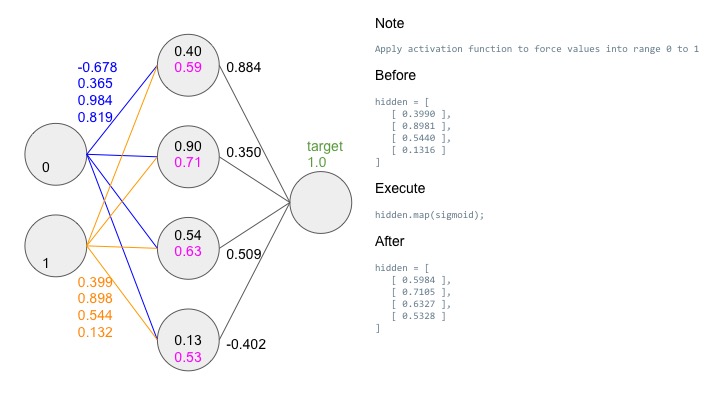 -0.678
0.365
0.984
0.819
0
1
0.399
0.898
0.544
0.132
0.40
0.59
0.90
0.71
0.54
0.63
0.13
0.53
0.884
0.350
0.509
-0.402
target
1.0
Note
Apply activation function to force values into range 0 to 1
Before
hidden = [
[ 0.3990 ],
[ 0.8981 ],
[ 0.5440 ],
[ 0.1316 ]
]
Execute
hidden.map(sigmoid);
After
hidden = [
[ 0.5984 ],
[ 0.7105 ],
[ 0.6327 ],
[ 0.5328 ]
]